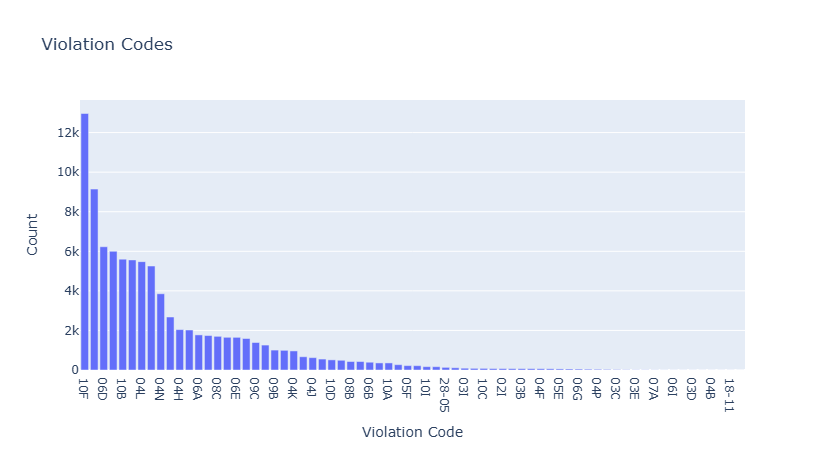 Violation Codes
12k
10k
8k
6k
4k
2k
0
Count
10F
06D
10B
04L
04N
04H
06A
08C
06E
09C
09B
04K
04J
10D
08B
06B
10A
05F
10I
28-05
03I
10C
02I
03B
04F
05E
06G
04P
03C
03E
07A
06I
03D
04B
18-11
Violation Code